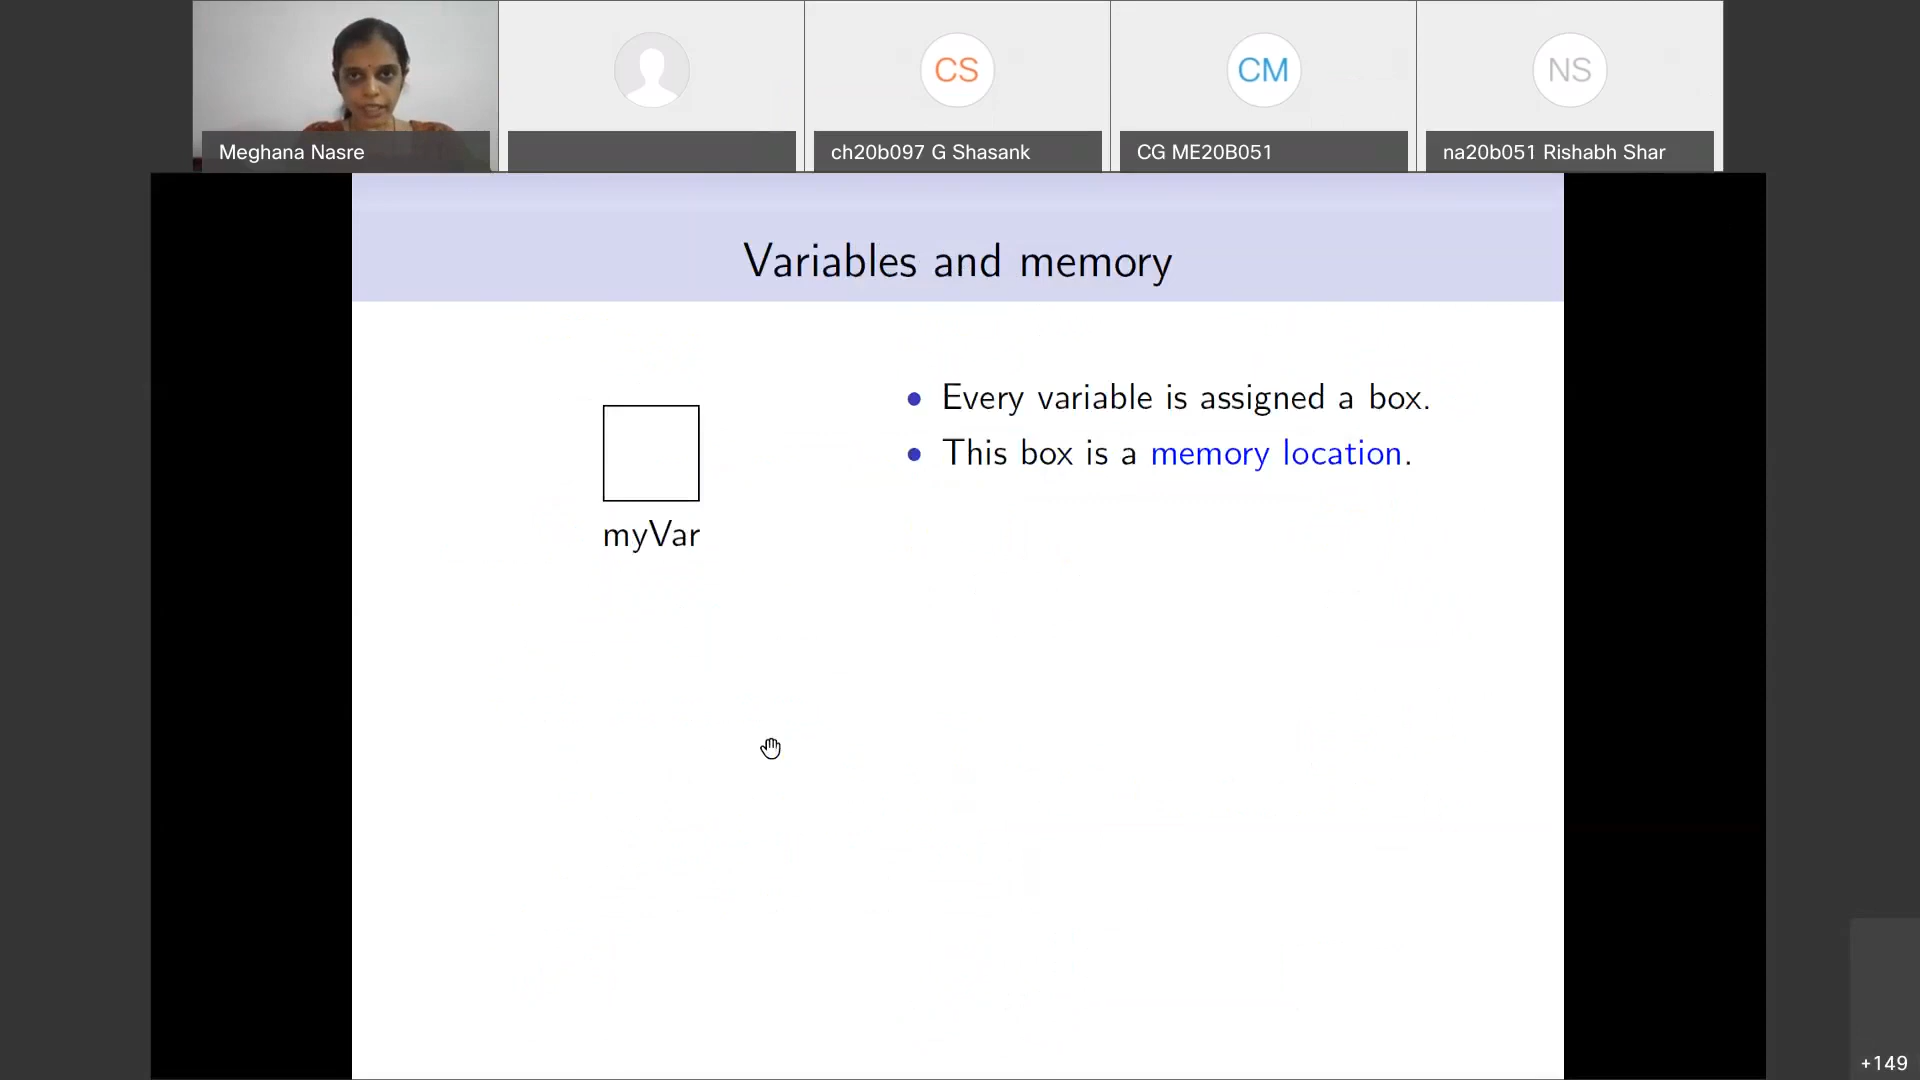 CS
CM
NS
Meghana Nasre
ch20b097 G Shasank
CG ME20B051
na20b051 Rishabh Shar
Variables and memory
• Every variable is assigned a box.
• This box is a memory location.
myVar
+149